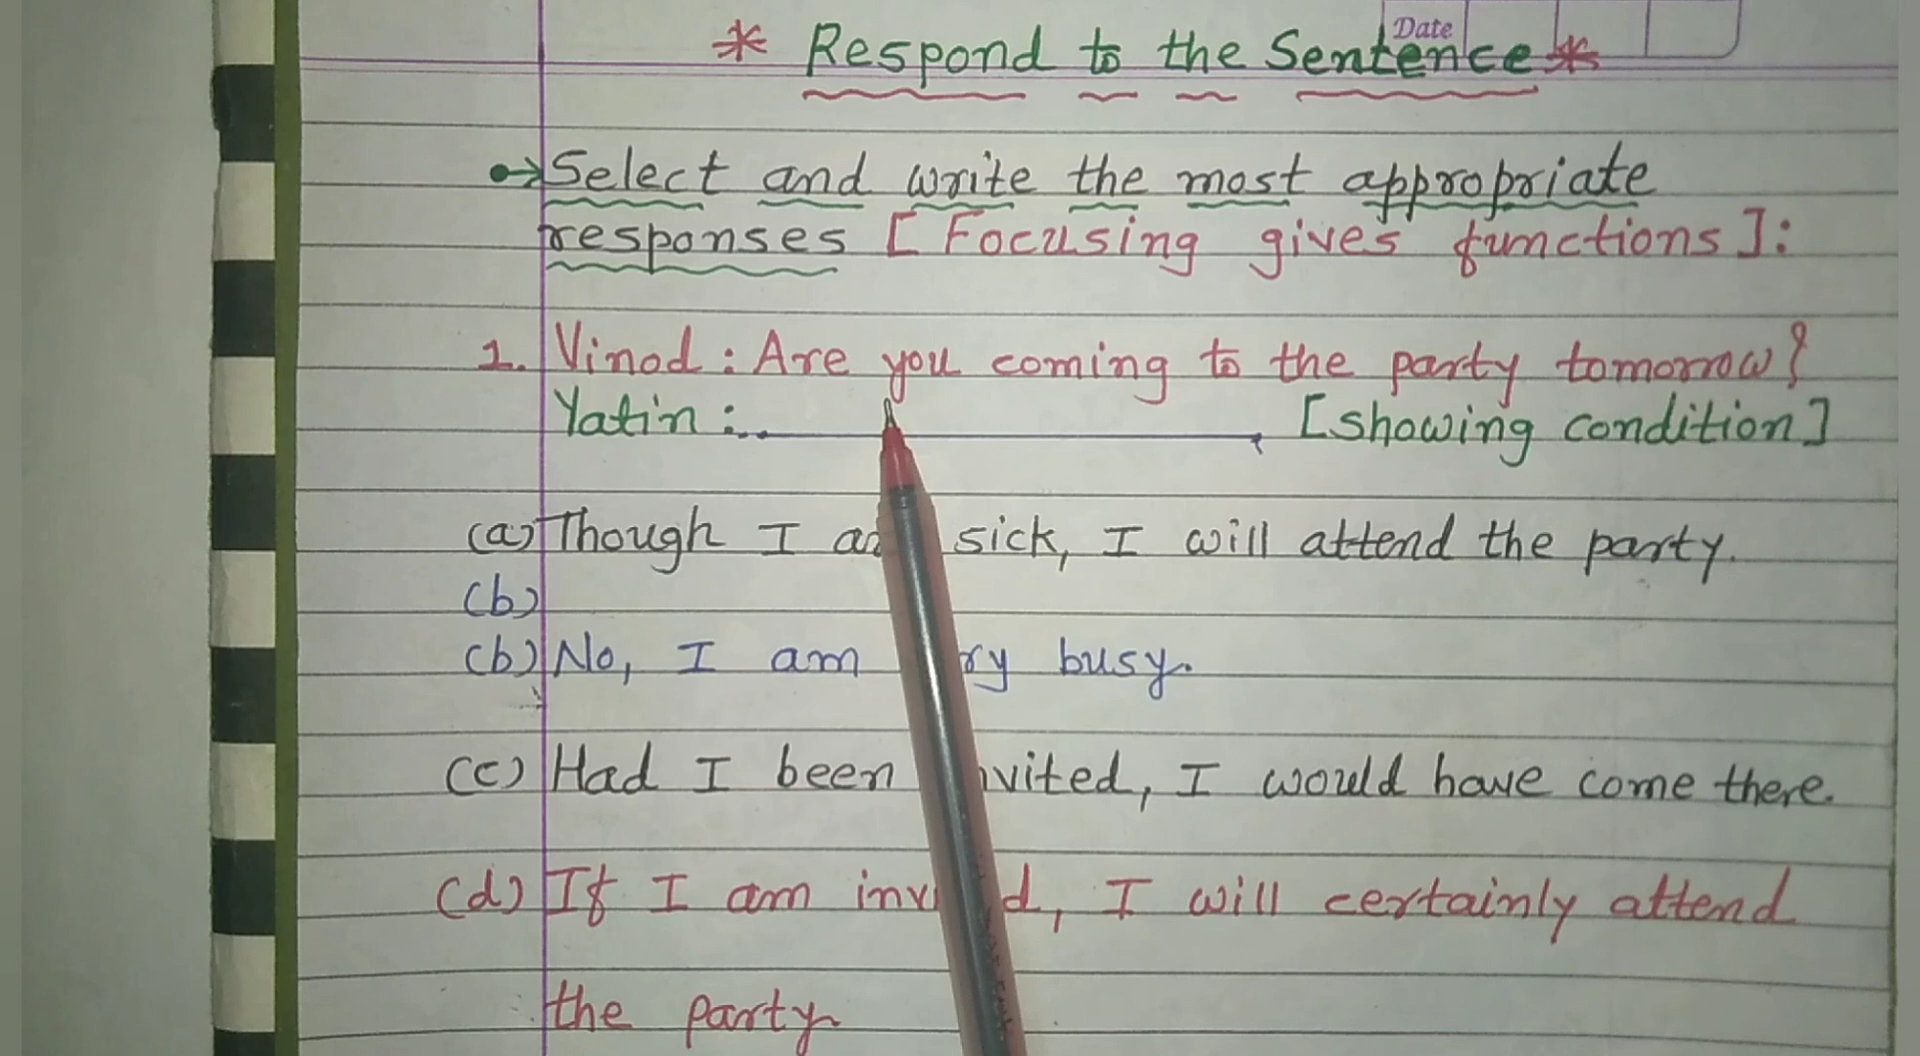 Date
* Respond to the Sentence *
Select and write the most appropriate
responses [Focusing gives functions]:
1. Vinod: Are you coming to the party tomorrow?
Yatin: [showing condition]
(a) Though I sick, I will attend the party.
(b)
(b) No, I am busy.
(c) Had I been I would have come there.
(d) If I am I will certainly attend
the party.